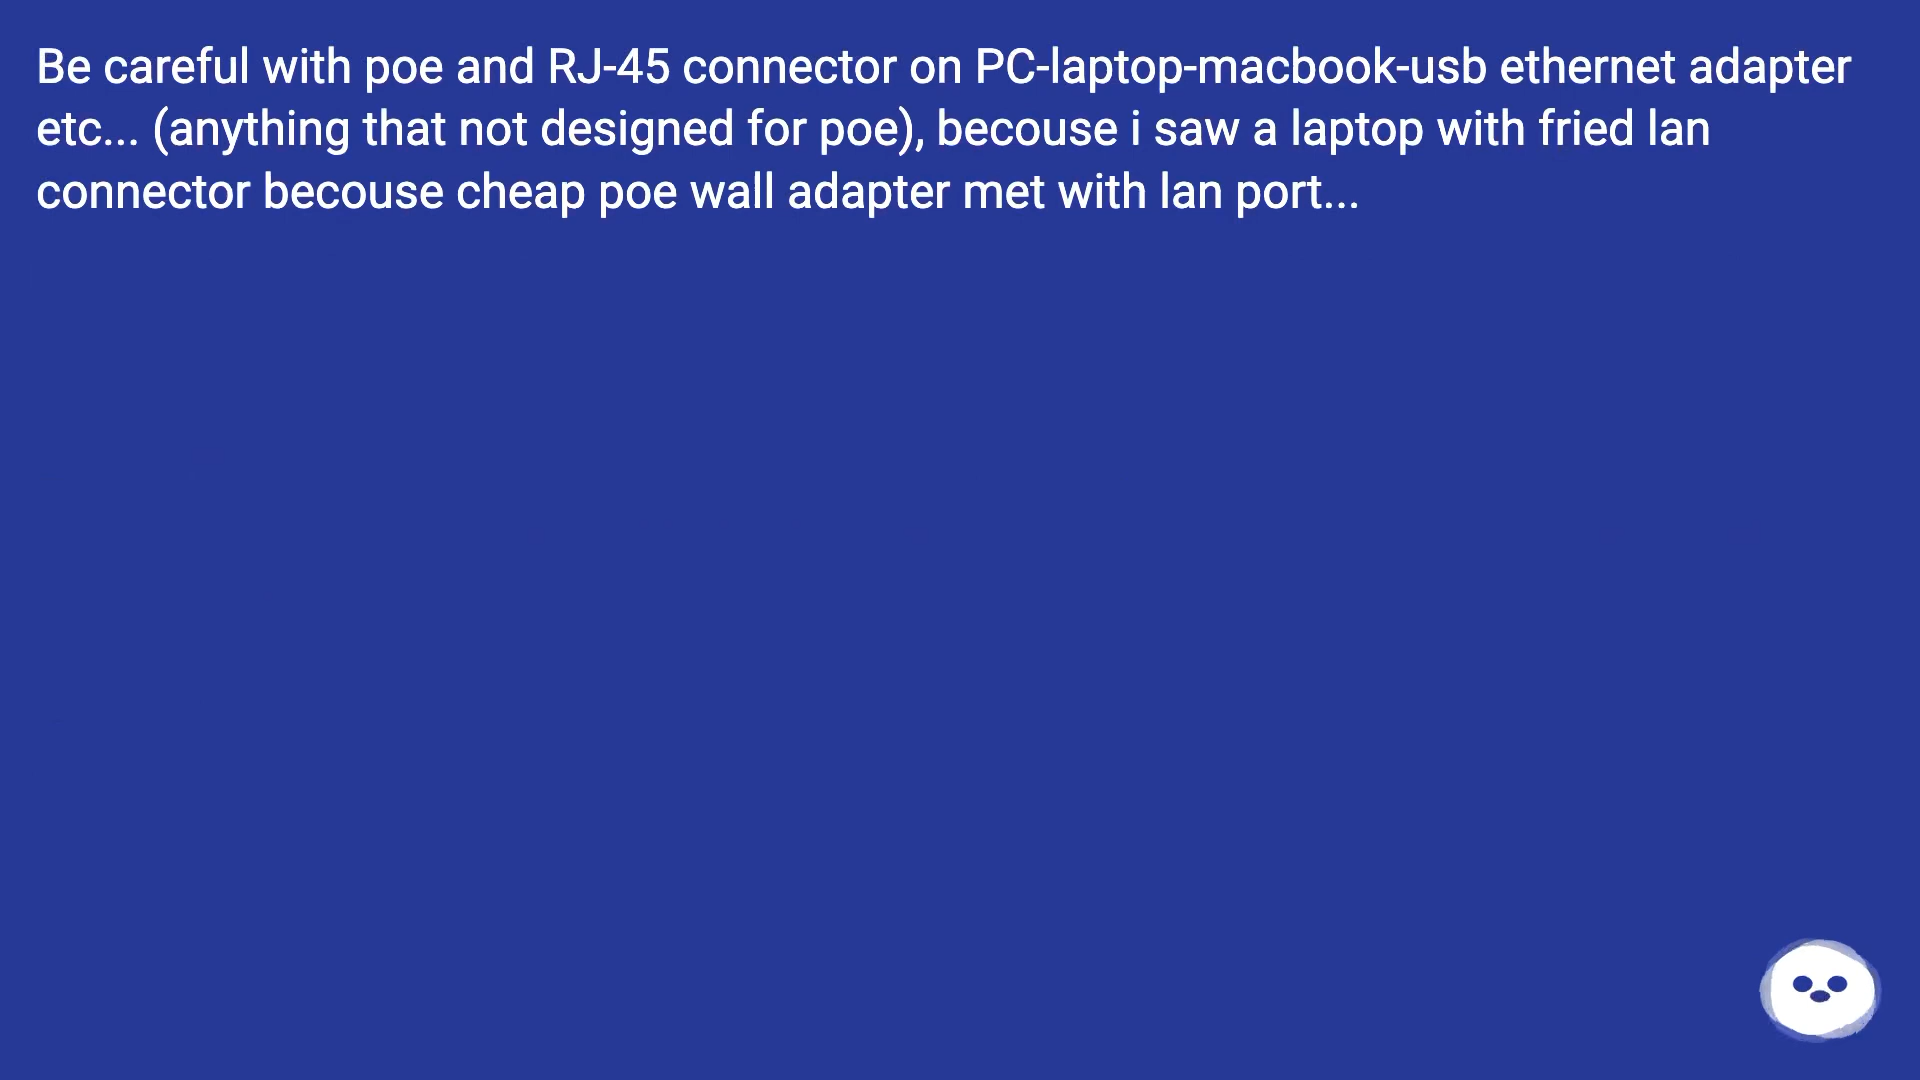 Be careful with poe and RJ-45 connector on PC-laptop-macbook-usb ethernet adapter
etc... (anything that not designed for poe), becouse i saw a laptop with fried lan
connector becouse cheap poe wall adapter met with lan port...